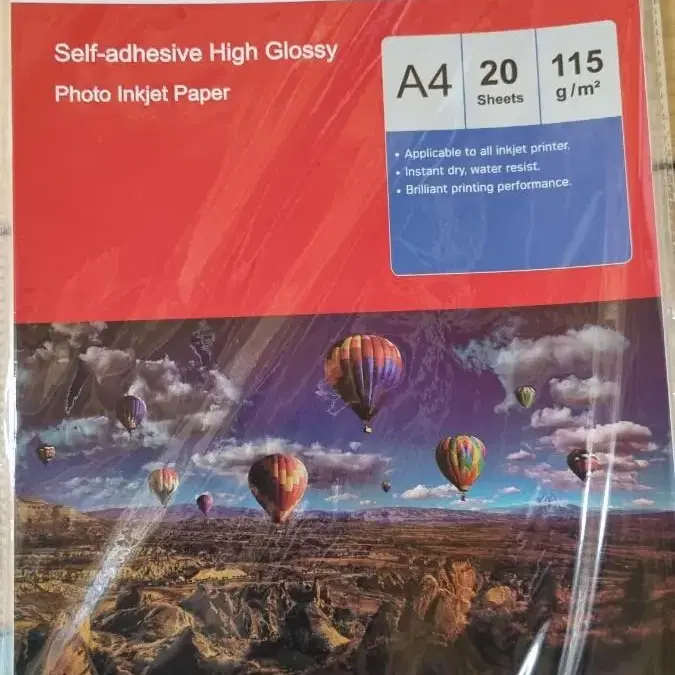 Self-adhesive High Glossy
Photo Inkjet Paper
A4
20
Sheets
115
g/m²
• Applicable to all inkjet printer.
• Instant dry, water resist.
• Brilliant printing performance.